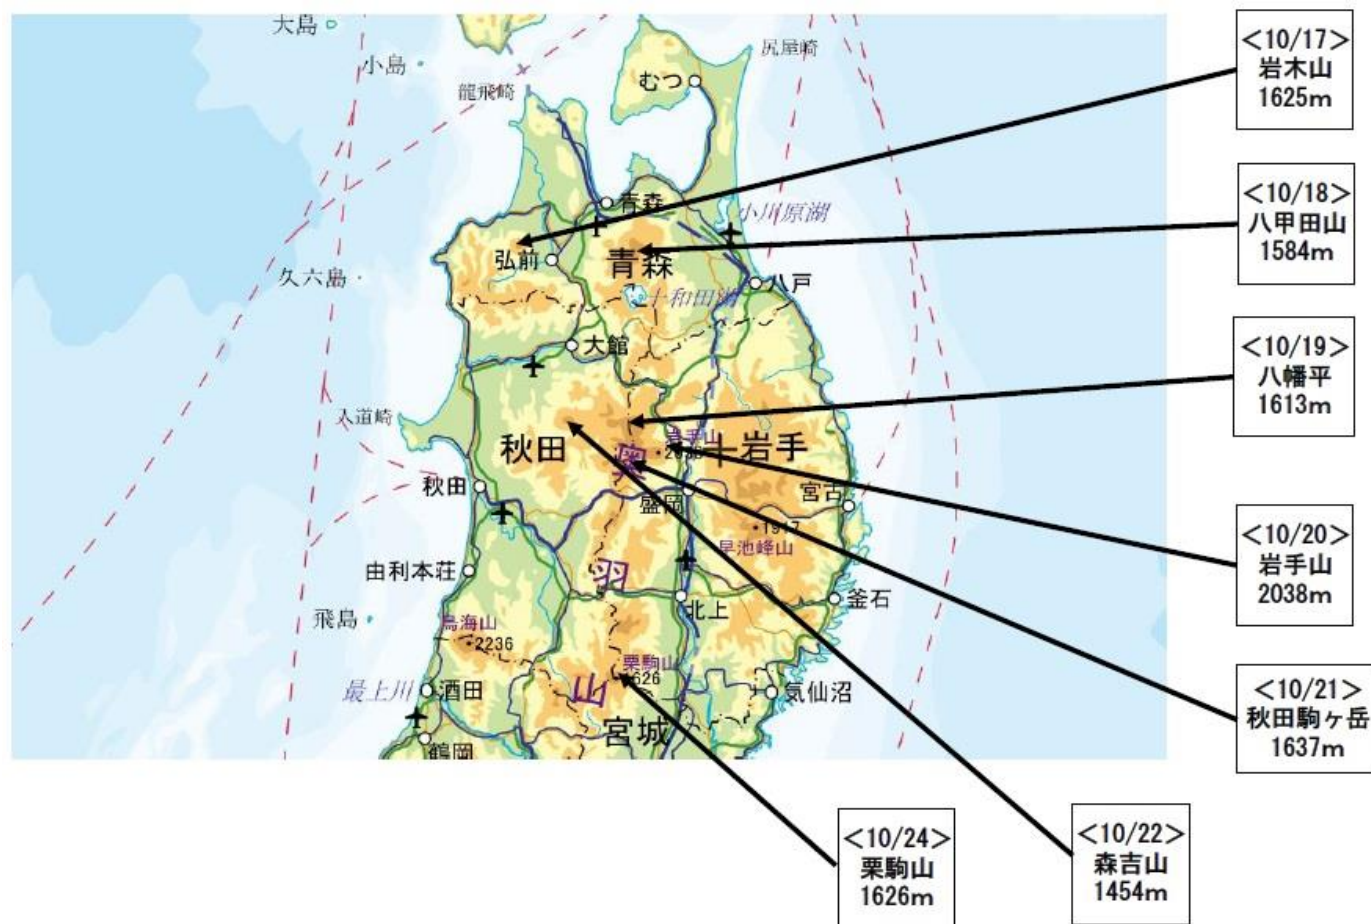 大島
小島
尻屋崎
むつ
龍飛崎
<10/17>
岩木山
1625m
青森
小川原湖
<10/18>
八甲田山
1584m
弘前
青森
久六島
十和田湖
八戸
大館
<10/19>
八幡平
1613m
入道崎
秋田
岩手山
岩手
奥
秋田
盛岡
宮古
・1917
早池峰山
<10/20>
岩手山
2038m
由利本荘
羽
北上
釜石
飛島
鳥海山
・2236
栗駒山
1626
最上川
酒田
山
気仙沼
<10/21>
秋田駒ヶ岳
1637m
宮城
鶴岡
<10/24>
栗駒山
1626m
<10/22>
森吉山
1454m